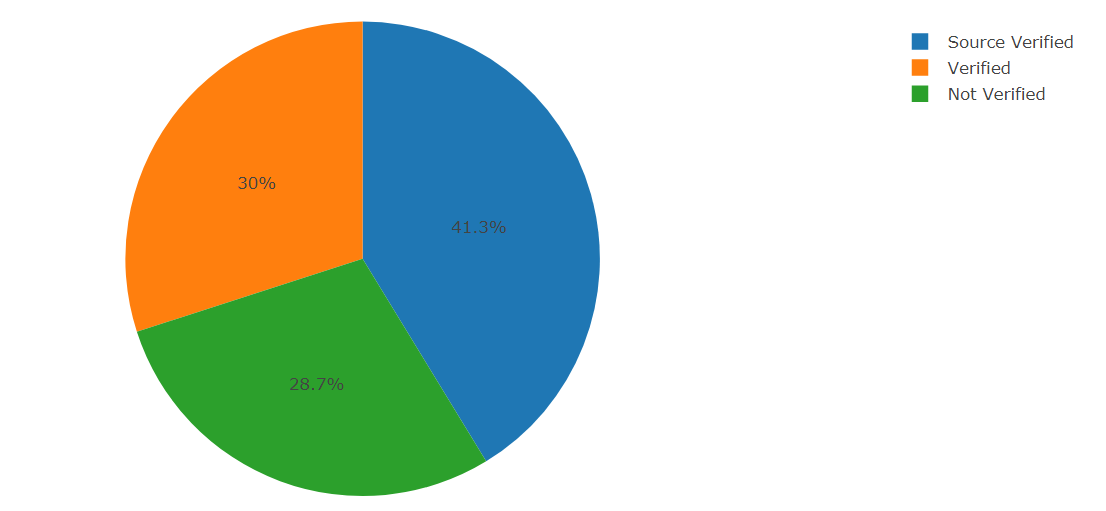 Source Verified
Verified
Not Verified
30%
41.3%
28.7%